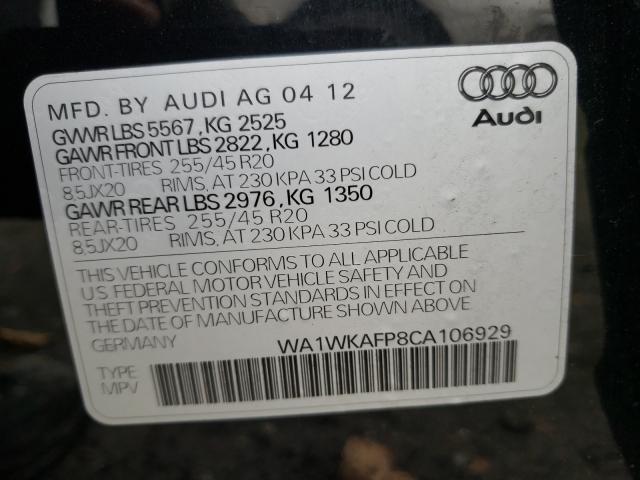 MFD. BY AUDI AG 04 12
GVWR LBS 5567, KG 2525
GAWR FRONT LBS 2822, KG 1280
FRONT-TIRES 255/45 R20
8,5JX20 RIMS, AT 230 KPA 33 PSI COLD
GAWR REAR LBS 2976, KG 1350
REAR-TIRES 255/45 R20
8,5JX20 RIMS, AT 230 KPA 33 PSI COLD
THIS VEHICLE CONFORMS TO ALL APPLICABLE
U.S. FEDERAL MOTOR VEHICLE SAFETY AND
THEFT PREVENTION STANDARDS IN EFFECT ON
THE DATE OF MANUFACTURE SHOWN ABOVE
GERMANY WA1WKAFP8CA106929
TYPE
MPV
Audi